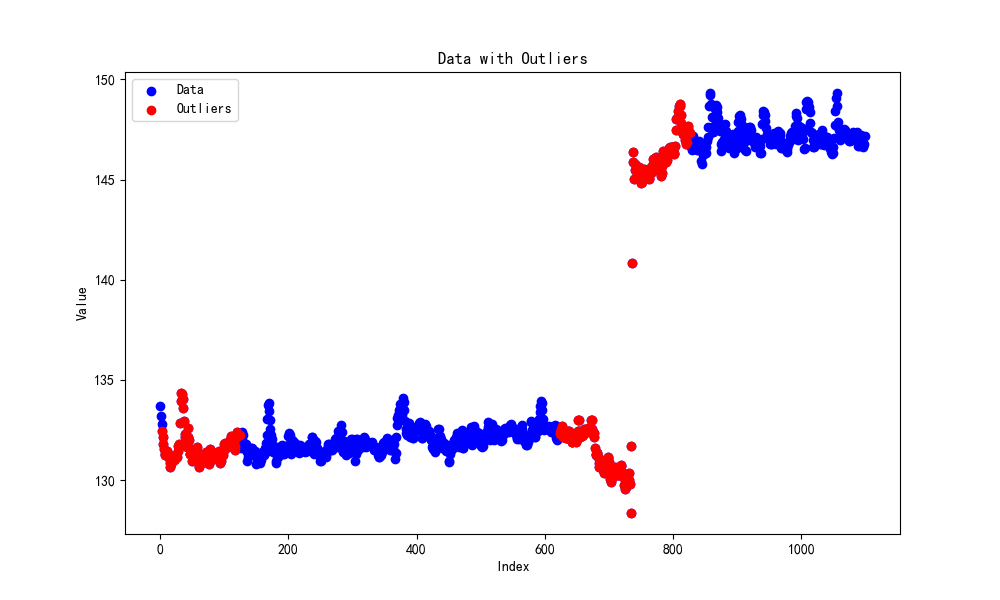 Data with Outliers
Data
Outliers
150
145
140
135
130
Value
0 200 400 600 800 1000
Index